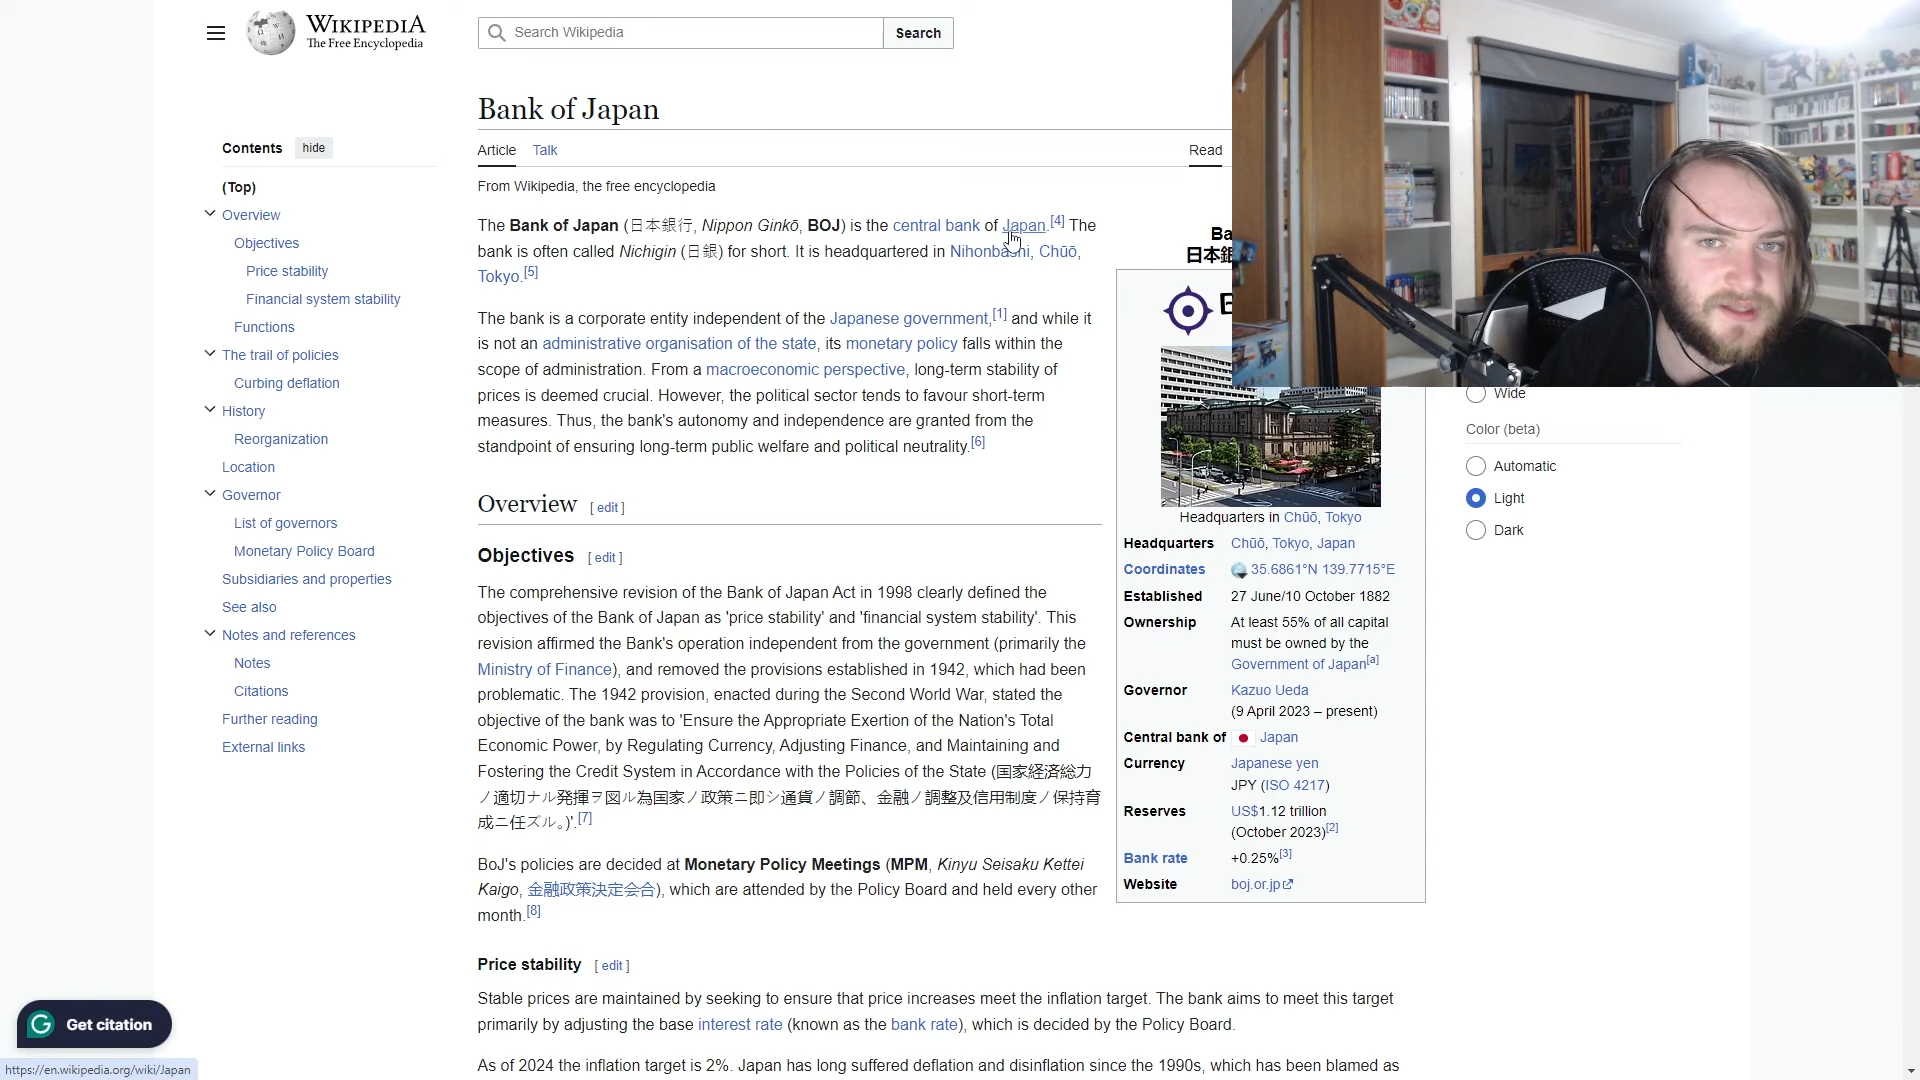 WIKIPEDIA
The Free Encyclopedia
Search Wikipedia
Search
Bank of Japan
Contents hide
Article Talk
Read
(Top)
From Wikipedia, the free encyclopedia
Overview
Objectives
Price stability
Financial system stability
Functions
The trail of policies
Curbing deflation
History
Reorganization
Location
Governor
List of governors
Monetary Policy Board
Subsidiaries and properties
See also
Notes and references
Notes
Citations
Further reading
External links
The Bank of Japan (日本銀行, Nippon Ginkō, BOJ) is the central bank of Japan.[4] The
bank is often called Nichigin (日銀) for short. It is headquartered in Nihonbashi, Chūō,
Tokyo.[5]
The bank is a corporate entity independent of the Japanese government,[1] and while it
is not an administrative organisation of the state, its monetary policy falls within the
scope of administration. From a macroeconomic perspective, long-term stability of
prices is deemed crucial. However, the political sector tends to favour short-term
measures. Thus, the bank's autonomy and independence are granted from the
standpoint of ensuring long-term public welfare and political neutrality.[6]
Overview [ edit ]
Objectives [ edit ]
The comprehensive revision of the Bank of Japan Act in 1998 clearly defined the
objectives of the Bank of Japan as 'price stability' and 'financial system stability'. This
revision affirmed the Bank's operation independent from the government (primarily the
Ministry of Finance), and removed the provisions established in 1942, which had been
problematic. The 1942 provision, enacted during the Second World War, stated the
objective of the bank was to 'Ensure the Appropriate Exertion of the Nation's Total
Economic Power, by Regulating Currency, Adjusting Finance, and Maintaining and
Fostering the Credit System in Accordance with the Policies of the State (国家経済総力
ノ適切ナル発揮ヲ図ル為国家ノ政策ニ即シ通貨ノ調節、金融ノ調整及信用制度ノ保持育
成ニ任ズル。)'.[7]
BoJ's policies are decided at Monetary Policy Meetings (MPM, Kinyu Seisaku Kettei
Kaigo, 金融政策決定会合), which are attended by the Policy Board and held every other
month.[8]
Price stability [ edit ]
Stable prices are maintained by seeking to ensure that price increases meet the inflation target. The bank aims to meet this target
primarily by adjusting the base interest rate (known as the bank rate), which is decided by the Policy Board.
As of 2024 the inflation target is 2%. Japan has long suffered deflation and disinflation since the 1990s, which has been blamed as
Ba
日本銀
Headquarters in Chūō, Tokyo
Headquarters Chūō, Tokyo, Japan
Coordinates 35.6861°N 139.7715°E
Established 27 June/10 October 1882
Ownership At least 55% of all capital
must be owned by the
Government of Japan[a]
Governor Kazuo Ueda
(9 April 2023 – present)
Central bank of Japan
Currency Japanese yen
JPY (ISO 4217)
Reserves US$1.12 trillion
(October 2023)[2]
Bank rate +0.25%[3]
Website boj.or.jp
Wide
Color (beta)
Automatic
Light
Dark
Get citation
https://en.wikipedia.org/wiki/Japan